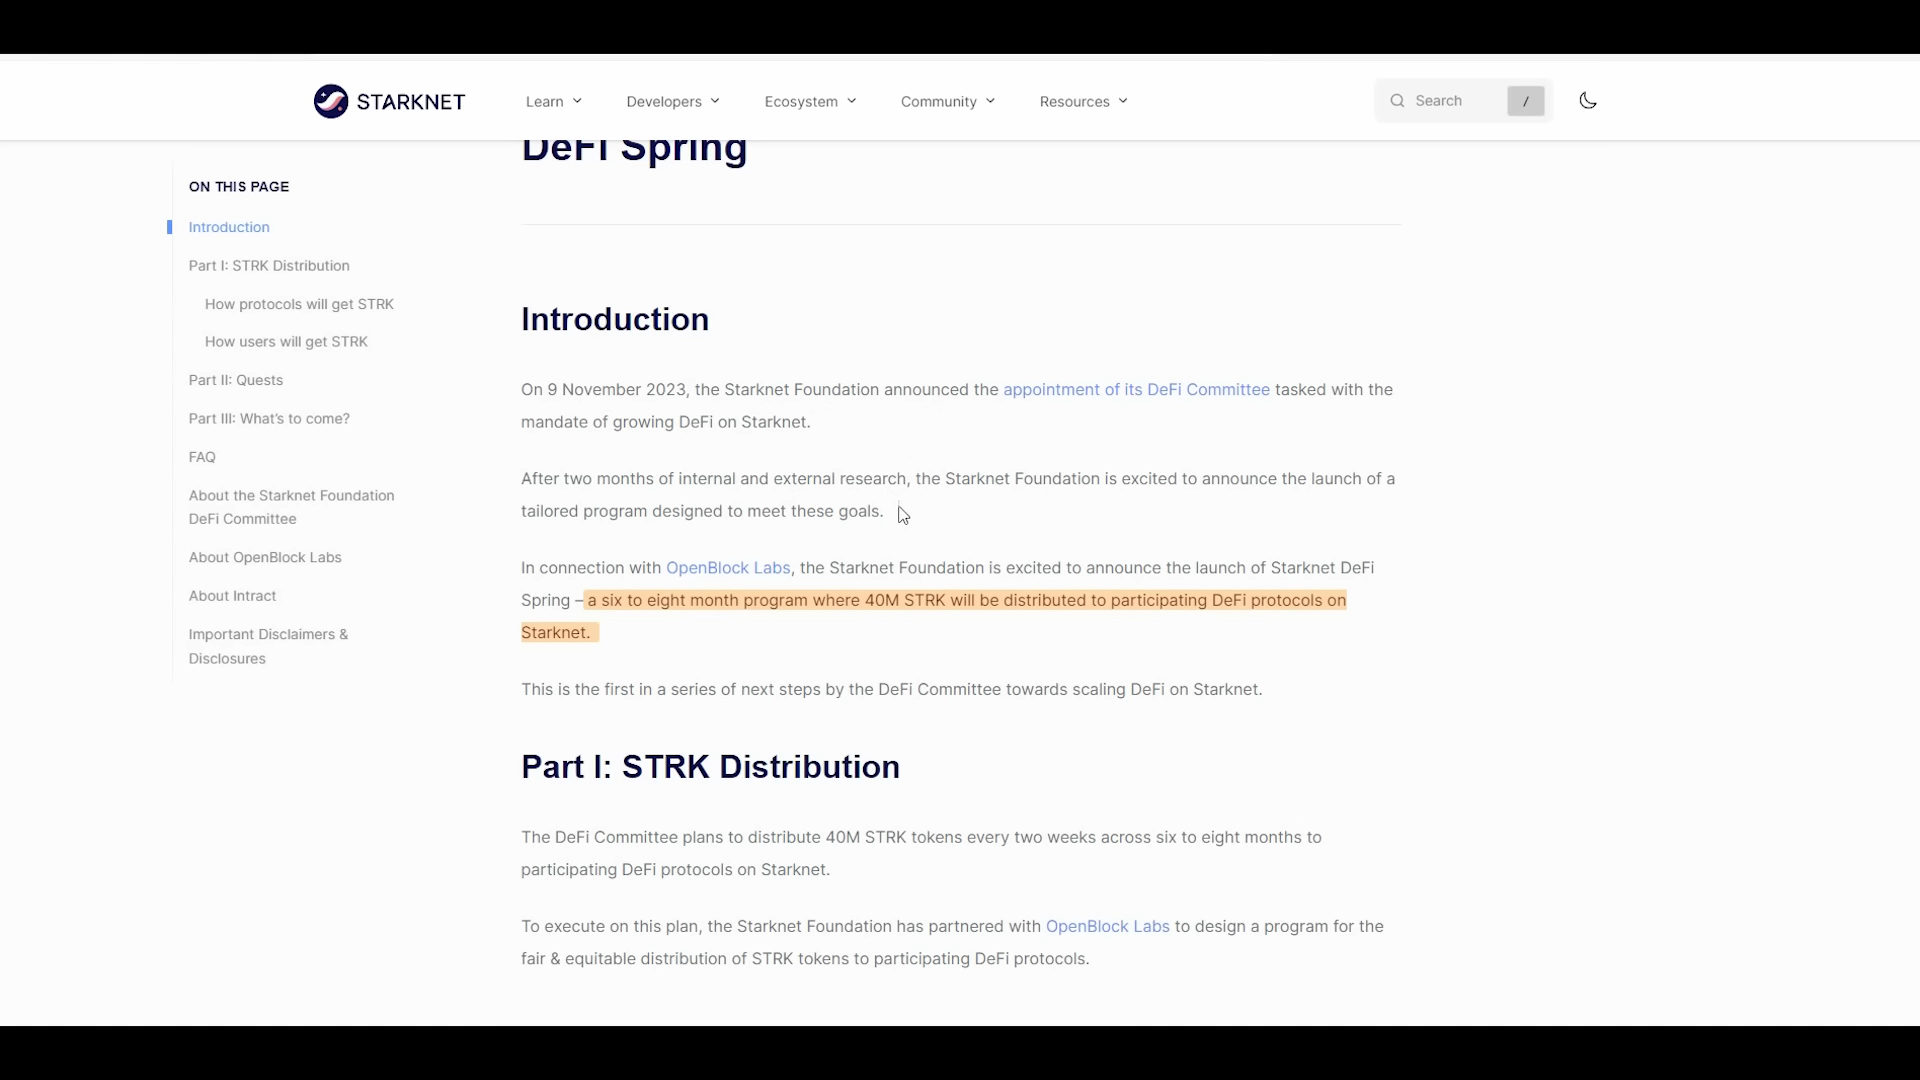 STARKNET
Learn
Developers
Ecosystem
Community
Resources
Search
/
DeFi Spring
ON THIS PAGE
Introduction
Part I: STRK Distribution
How protocols will get STRK
How users will get STRK
Part II: Quests
Part III: What's to come?
FAQ
About the Starknet Foundation
DeFi Committee
About OpenBlock Labs
About Intract
Important Disclaimers &
Disclosures
Introduction
On 9 November 2023, the Starknet Foundation announced the appointment of its DeFi Committee tasked with the
mandate of growing DeFi on Starknet.
After two months of internal and external research, the Starknet Foundation is excited to announce the launch of a
tailored program designed to meet these goals.
In connection with OpenBlock Labs, the Starknet Foundation is excited to announce the launch of Starknet DeFi
Spring – a six to eight month program where 40M STRK will be distributed to participating DeFi protocols on
Starknet.
This is the first in a series of next steps by the DeFi Committee towards scaling DeFi on Starknet.
Part I: STRK Distribution
The DeFi Committee plans to distribute 40M STRK tokens every two weeks across six to eight months to
participating DeFi protocols on Starknet.
To execute on this plan, the Starknet Foundation has partnered with OpenBlock Labs to design a program for the
fair & equitable distribution of STRK tokens to participating DeFi protocols.